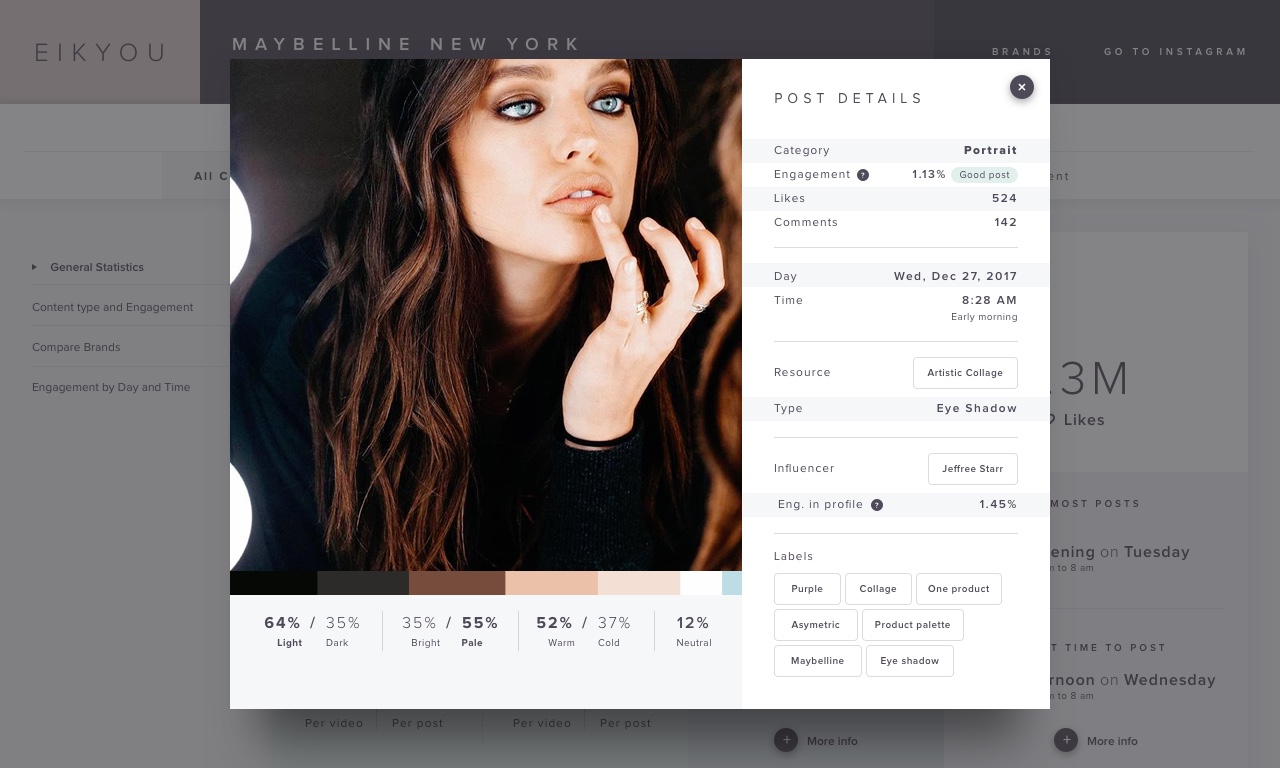 EIKYOU
MAYBELLINE NEW YORK
BRANDS
GO TO INSTAGRAM
All
General Statistics
Content type and Engagement
Compare Brands
Engagement by Day and Time
64% / 35%
Light Dark
35% / 55%
Bright Pale
52% / 37%
Warm Cold
12%
Neutral
Per video Per post
Per video Per post
POST DETAILS
×
Category Portrait
Engagement ? 1.13% Good post
Likes 524
Comments 142
Day Wed, Dec 27, 2017
Time 8:28 AM
Early morning
Resource Artistic Collage
Type Eye Shadow
Influencer Jeffree Starr
Eng. in profile ? 1.45%
Labels
Purple Collage One product
Asymetric Product palette
Maybelline Eye shadow
+ More info
3M
Likes
MOST POSTS
on Tuesday
to 8 am
TIME TO POST
on Wednesday
to 8 am
+ More info